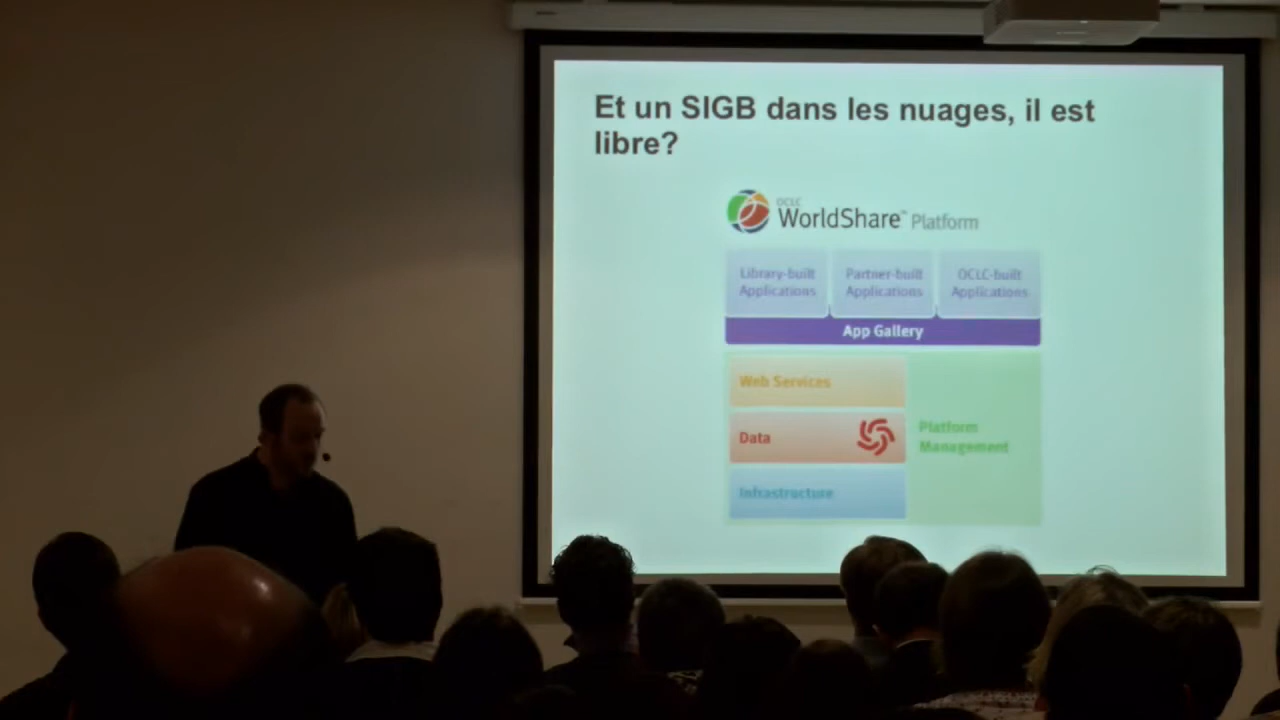 Et un SIGB dans les nuages, il est
libre?
OCLC
WorldShare™ Platform
Library-built
Applications
Partner-built
Applications
OCLC-built
Applications
App Gallery
Web Services
Data
Infrastructure
Platform
Management